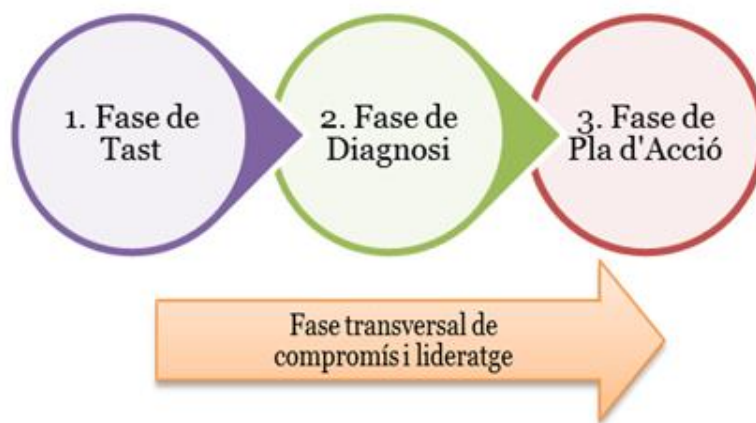 1. Fase de
Tast
2. Fase de
Diagnosi
3. Fase de
Pla d'Acció
Fase transversal de
compromís i lideratge